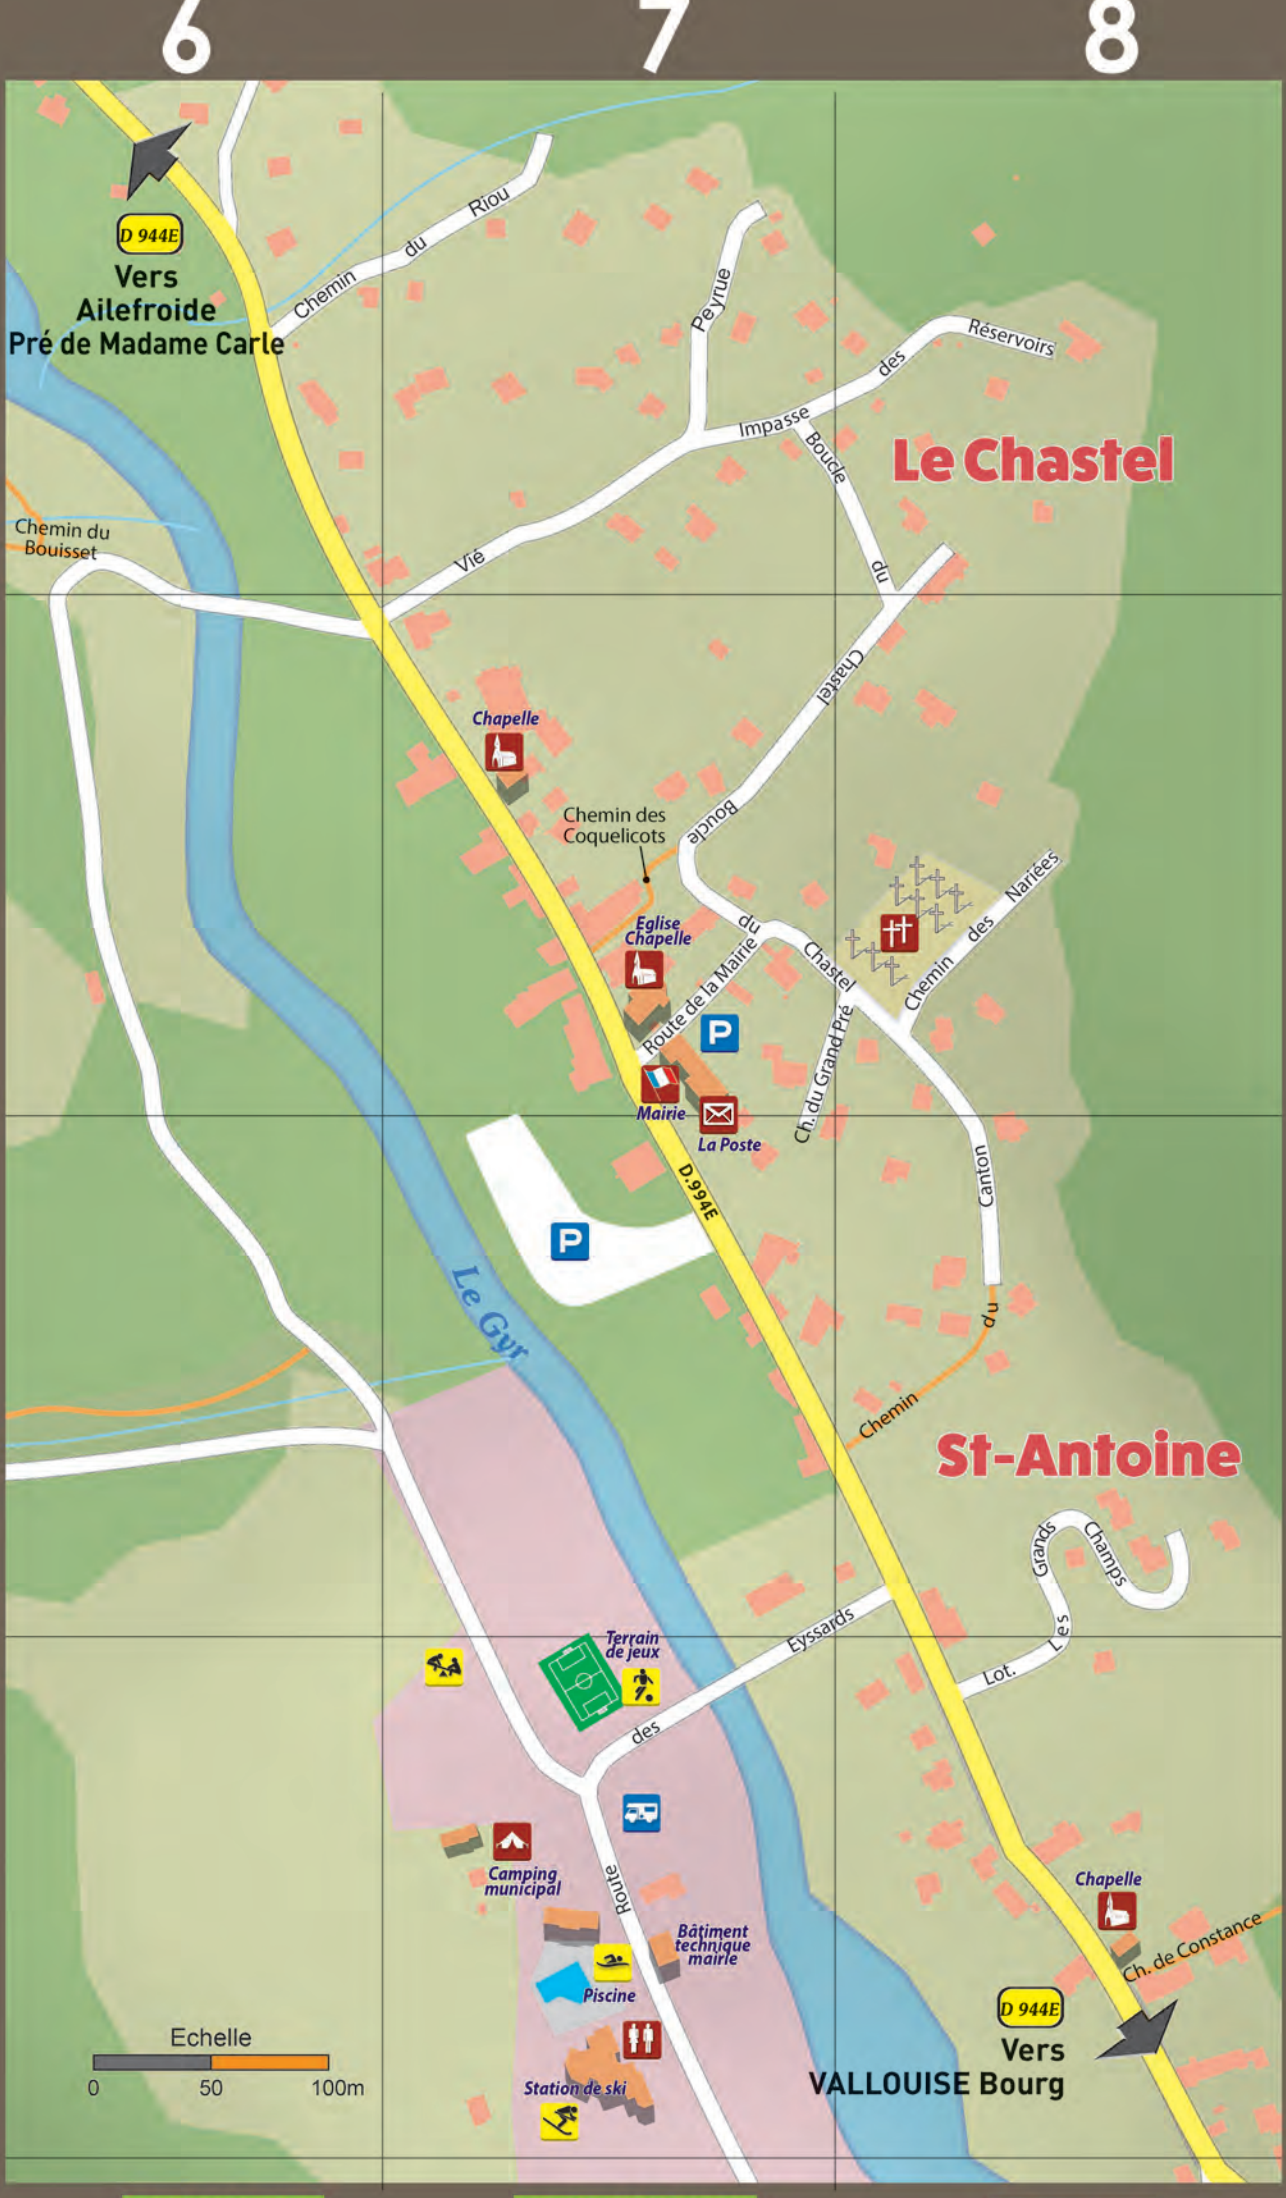 6 7 8
D 944E
Vers
Ailefroide
Pré de Madame Carle
Chemin du Riou
Peyrue
Impasse des Réservoirs
Le Chastel
Boucle du
Chemin du
Bouisset
Vié
Chastel
Boucle
du
Chastel
Chapelle
Chemin des
Coquelicots
Eglise
Chapelle
Route de la Mairie
P
Chemin des Nariées
Ch. du Grand Pré
Mairie
La Poste
D.994E
P
Canton
du
Chemin
Le Gyr
St-Antoine
Grands
Champs
Les
Lot.
Eyssards
des
Route
Terrain
de jeux
Camping
municipal
Bâtiment
technique
mairie
Piscine
Station de ski
Chapelle
Ch. de Constance
D 944E
Vers
VALLOUISE Bourg
Echelle
0 50 100m